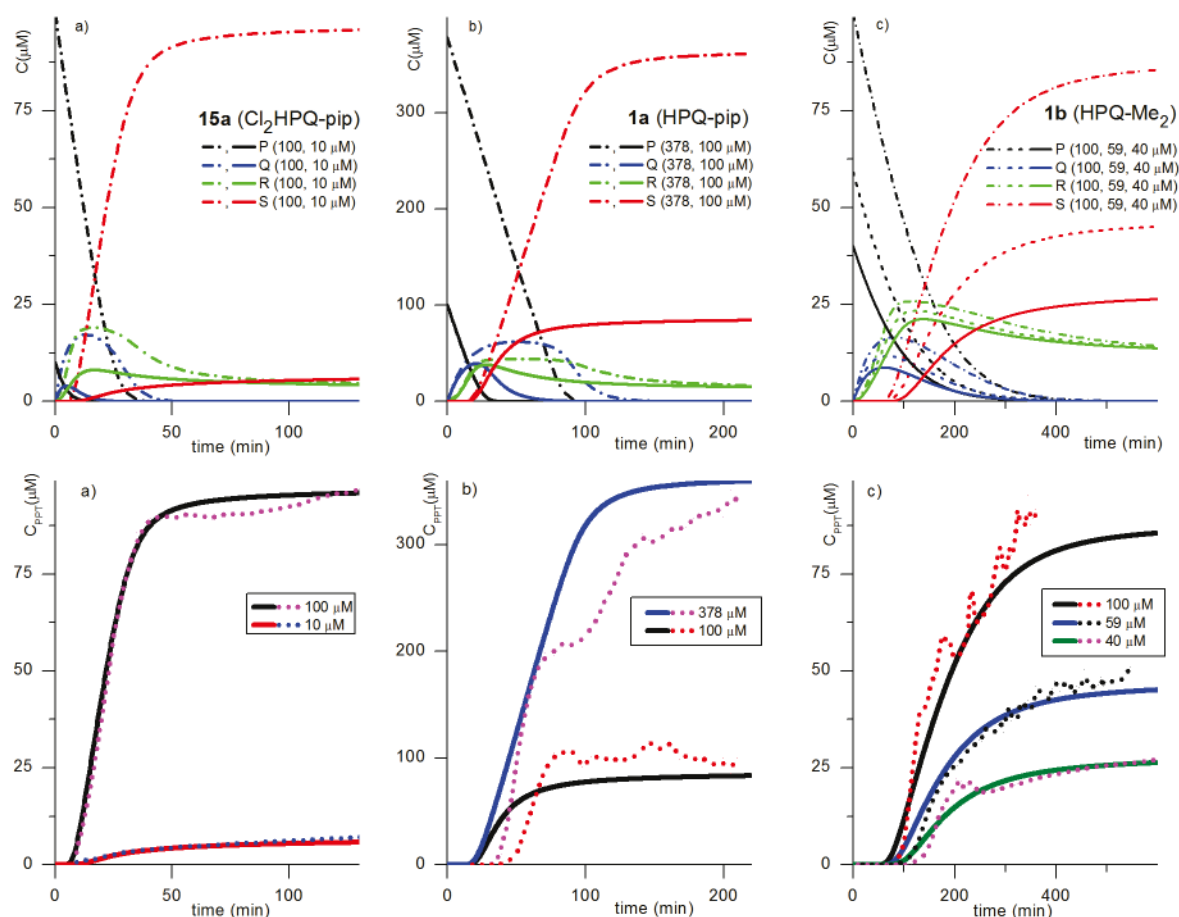 a)
C(μM)
75
50
25
0
0
50
100
time (min)
15a (Cl₂HPQ-pip)
P (100, 10 μM)
Q (100, 10 μM)
R (100, 10 μM)
S (100, 10 μM)
b)
C(μM)
300
200
100
0
0
100
200
time (min)
1a (HPQ-pip)
P (378, 100 μM)
Q (378, 100 μM)
R (378, 100 μM)
S (378, 100 μM)
c)
C(μM)
75
50
25
0
0
200
400
time (min)
1b (HPQ-Me₂)
P (100, 59, 40 μM)
Q (100, 59, 40 μM)
R (100, 59, 40 μM)
S (100, 59, 40 μM)
a)
C_PPT(μM)
75
50
25
0
0
50
100
time (min)
100 μM
10 μM
b)
C_PPT(μM)
300
200
100
0
0
100
200
time (min)
378 μM
100 μM
c)
C_PPT(μM)
75
50
25
0
0
200
400
time (min)
100 μM
59 μM
40 μM